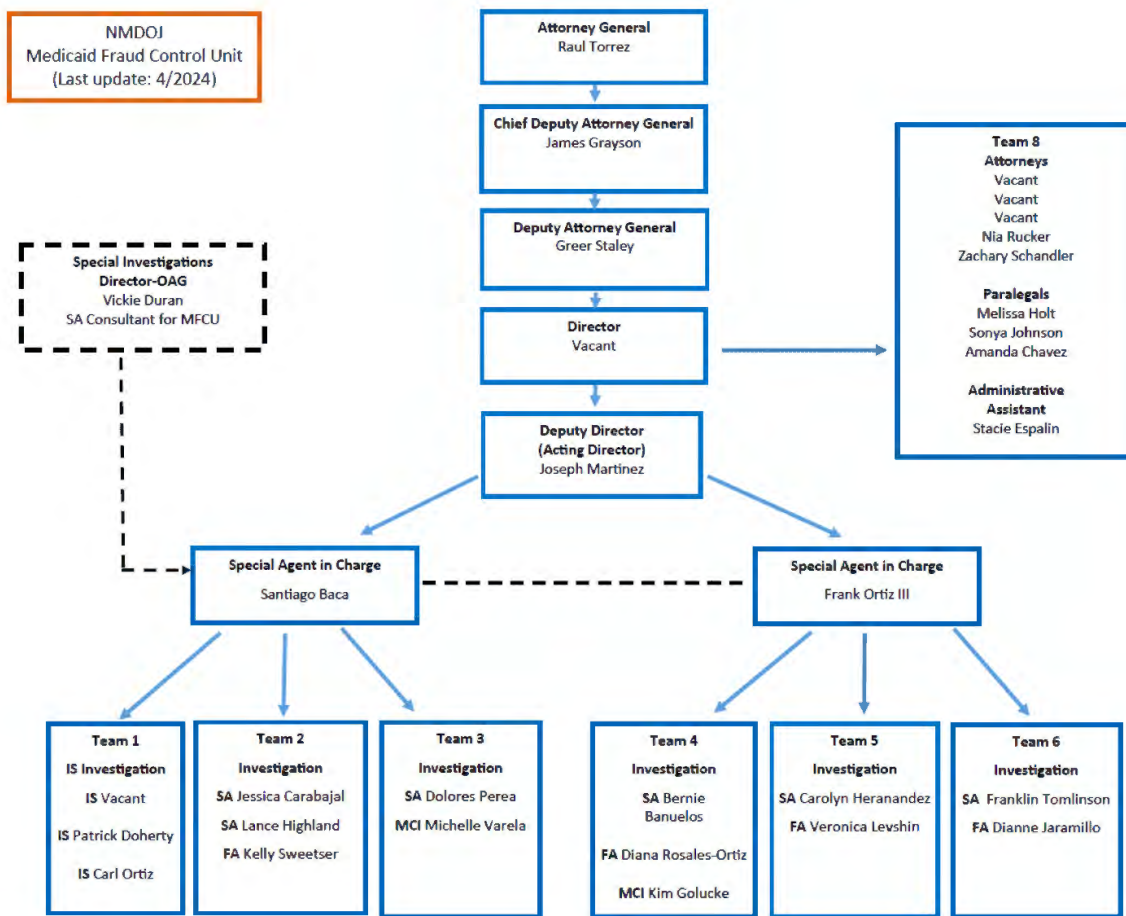 NMDOJ
Medicaid Fraud Control Unit
(Last update: 4/2024)
Attorney General
Raul Torrez
Chief Deputy Attorney General
James Grayson
Deputy Attorney General
Greer Staley
Director
Vacant
Deputy Director
(Acting Director)
Joseph Martinez
Team 8
Attorneys
Vacant
Vacant
Vacant
Nia Rucker
Zachary Schandler
Paralegals
Melissa Holt
Sonya Johnson
Amanda Chavez
Administrative
Assistant
Stacie Espalin
Special Investigations
Director-OAG
Vickie Duran
SA Consultant for MFCU
Special Agent in Charge
Santiago Baca
Special Agent in Charge
Frank Ortiz III
Team 1
IS Investigation
IS Vacant
IS Patrick Doherty
IS Carl Ortiz
Team 2
Investigation
SA Jessica Carabajal
SA Lance Highland
FA Kelly Sweetser
Team 3
Investigation
SA Dolores Perea
MCI Michelle Varela
Team 4
Investigation
SA Bernie
Banuelos
FA Diana Rosales-Ortiz
MCI Kim Golucke
Team 5
Investigation
SA Carolyn Heranandez
FA Veronica Levshin
Team 6
Investigation
SA Franklin Tomlinson
FA Dianne Jaramillo